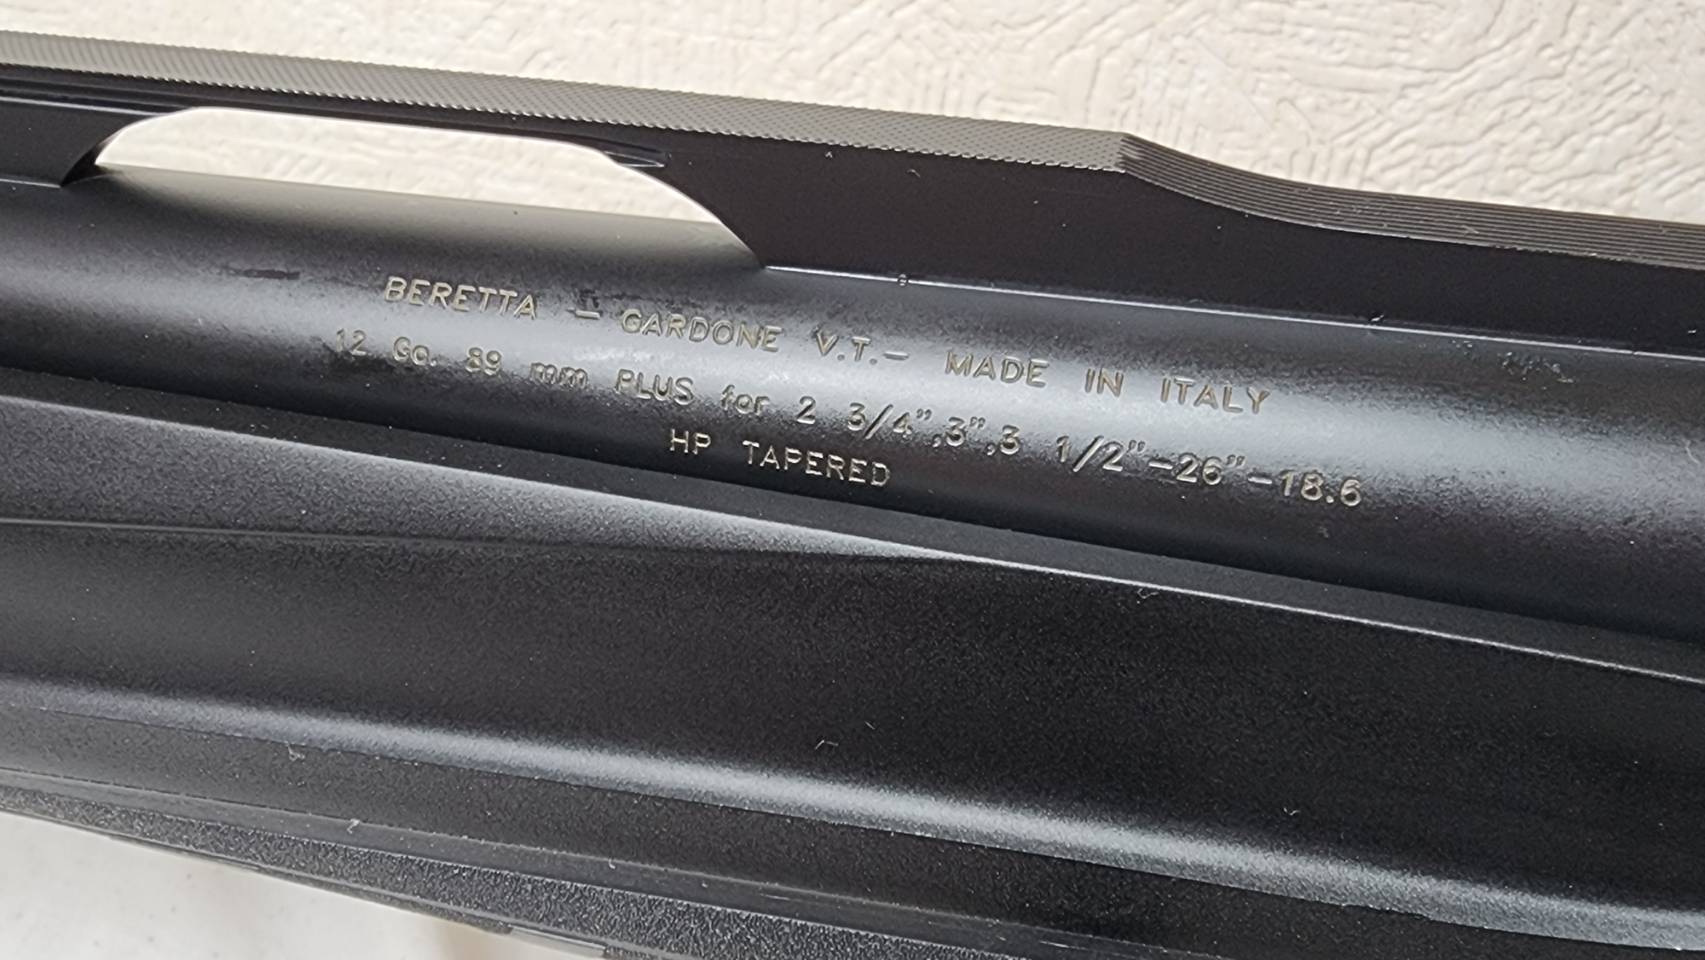 BERETTA – GARDONE V.T.– MADE IN ITALY
12 Ga. 89 mm PLUS for 2 3/4",3",3 1/2"–26"–18.6
HP TAPERED